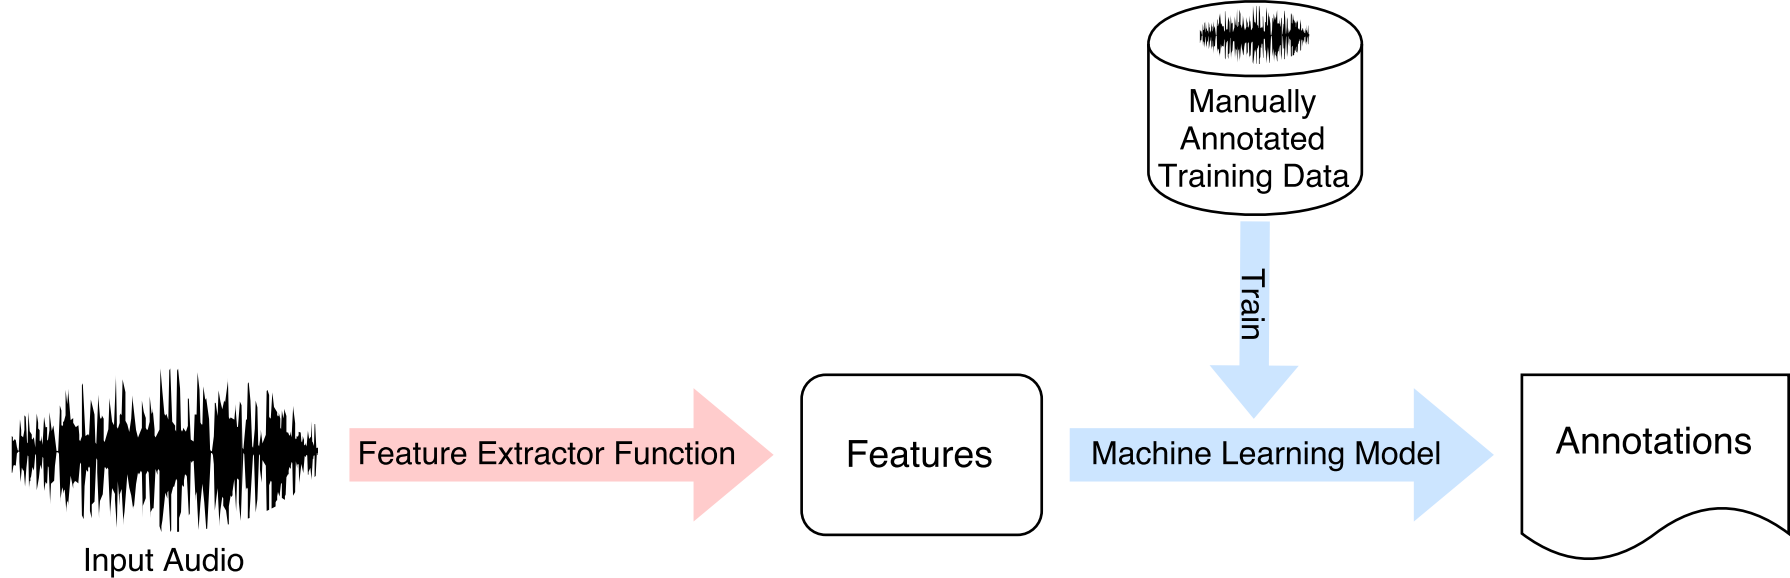 Manually
Annotated
Training Data
Train
Feature Extractor Function
Features
Machine Learning Model
Annotations
Input Audio